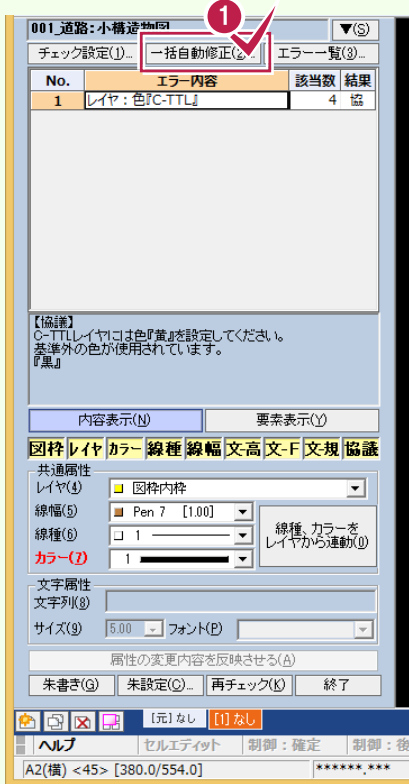 001_道路:小構造物図 ▼(S)
1
チェック設定(1)... 一括自動修正(2)... エラー一覧(3)...
No. エラー内容 該当数 結果
1 レイヤ:色『C-TTL』 4 協
【協議】
C-TTLレイヤには色『黄』を設定してください。
基準外の色が使用されています。
『黒』
内容表示(N) 要素表示(Y)
図枠 レイヤ カラー 線種 線幅 文高 文-F 文-規 協議
共通属性
レイヤ(4) 図枠内枠
線幅(5) Pen 7 [1.00]
線種(6) 1
線種、カラーを
レイヤから連動(0)
カラー(7) 1
文字属性
文字列(8)
サイズ(9) 5.00 フォント(P)
属性の変更内容を反映させる(A)
朱書き(G) 朱設定(C)... 再チェック(K) 終了
[元]なし [1]なし
ヘルプ セルエディット 制御:確定 制御:後
A2(横) <45> [380.0/554.0] ******.***